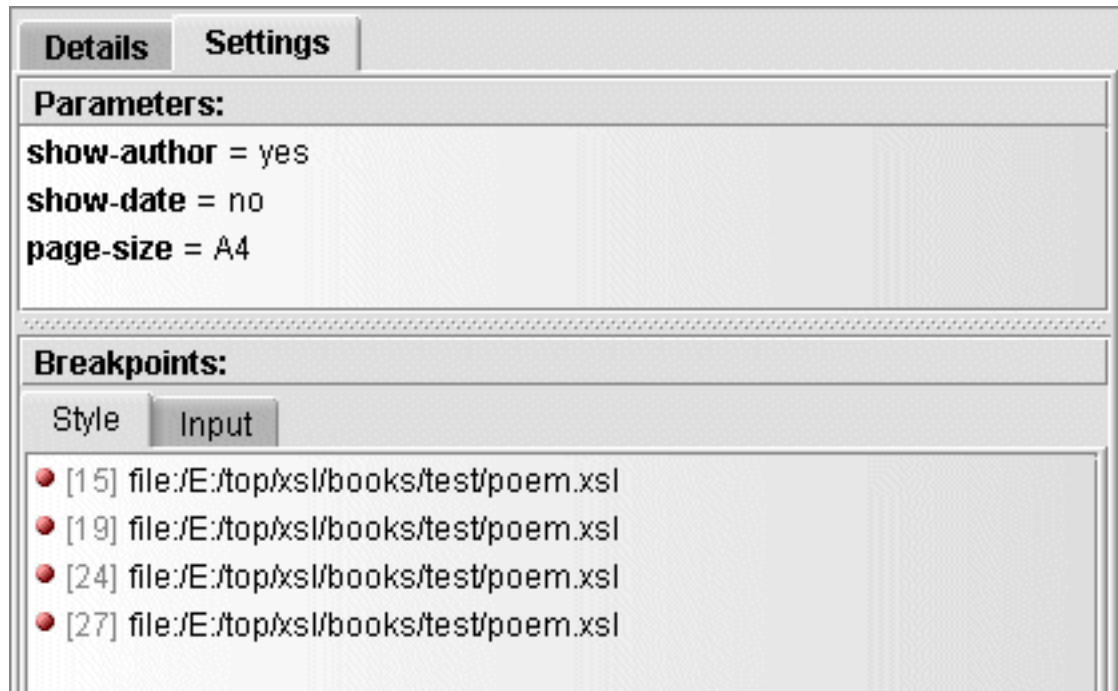 Details Settings
Parameters:
show-author = yes
show-date = no
page-size = A4
Breakpoints:
Style Input
[15] file:/E:/top/xsl/books/test/poem.xsl
[19] file:/E:/top/xsl/books/test/poem.xsl
[24] file:/E:/top/xsl/books/test/poem.xsl
[27] file:/E:/top/xsl/books/test/poem.xsl